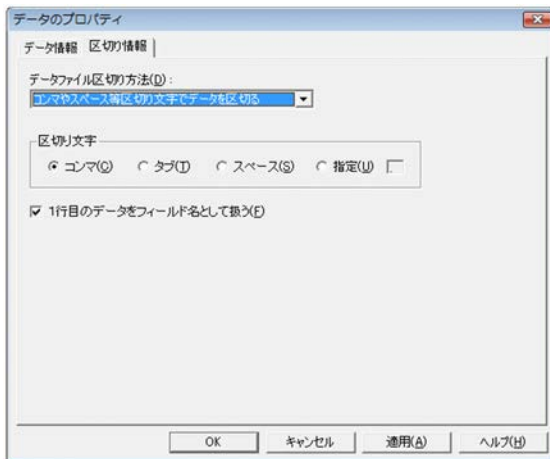 データのプロパティ
データ情報 区切り情報
データファイル区切り方法(D):
コンマやスペース等区切り文字でデータを区切る
区切り文字
コンマ(C) タブ(T) スペース(S) 指定(U)
1行目のデータをフィールド名として扱う(F)
OK キャンセル 適用(A) ヘルプ(H)